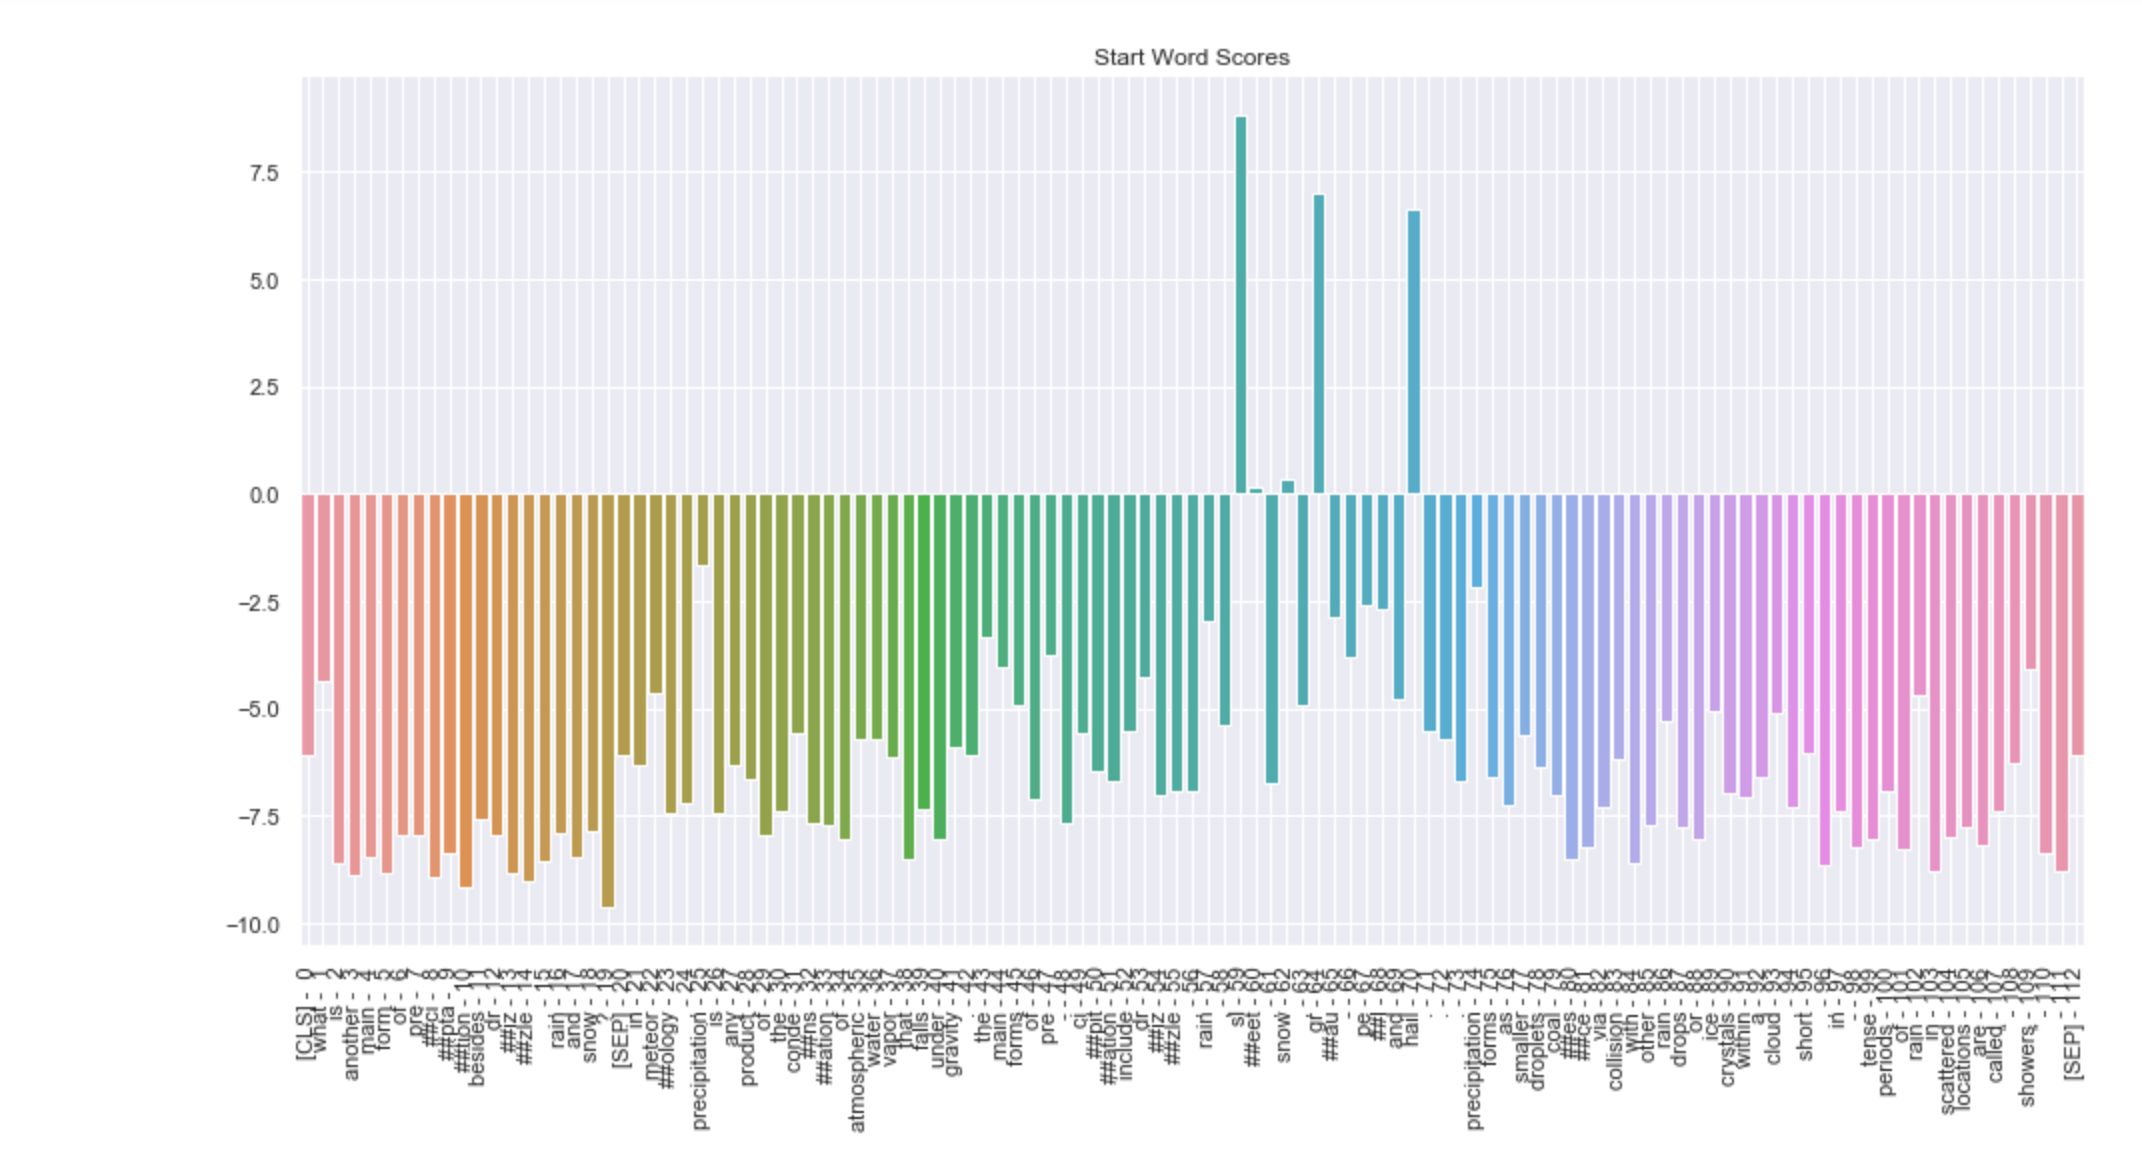 Start Word Scores
7.5
5.0
2.5
0.0
−2.5
−5.0
−7.5
−10.0
[CLS] - 0
what - 1
is - 2
another - 3
main - 4
form - 5
of - 6
pre - 7
##ci - 8
##pta - 9
##tion - 10
besides - 11
dr - 12
##iz - 13
##zle - 14
, - 15
rain - 16
and - 17
snow - 18
? - 19
[SEP] - 20
in - 21
meteor - 22
##ology - 23
, - 24
precipitation - 25
is - 26
any - 27
product - 28
of - 29
the - 30
conde - 31
##ns - 32
##ation - 33
of - 34
atmospheric - 35
water - 36
vapor - 37
that - 38
falls - 39
under - 40
gravity - 41
. - 42
the - 43
main - 44
forms - 45
of - 46
pre - 47
- - 48
ci - 49
##pit - 50
##ation - 51
include - 52
dr - 53
##iz - 54
##zle - 55
, - 56
rain - 57
, - 58
sl - 59
##eet - 60
, - 61
snow - 62
, - 63
gr - 64
##au - 65
- - 66
pe - 67
##l - 68
and - 69
hail - 70
. - 71
. - 72
. - 73
precipitation - 74
forms - 75
as - 76
smaller - 77
droplets - 78
coal - 79
##es - 80
##ce - 81
via - 82
collision - 83
with - 84
other - 85
rain - 86
drops - 87
or - 88
ice - 89
crystals - 90
within - 91
a - 92
cloud - 93
. - 94
short - 95
, - 96
in - 97
- - 98
tense - 99
periods - 100
of - 101
rain - 102
in - 103
scattered - 104
locations - 105
are - 106
called - 107
" - 108
showers - 109
" - 110
. - 111
[SEP] - 112